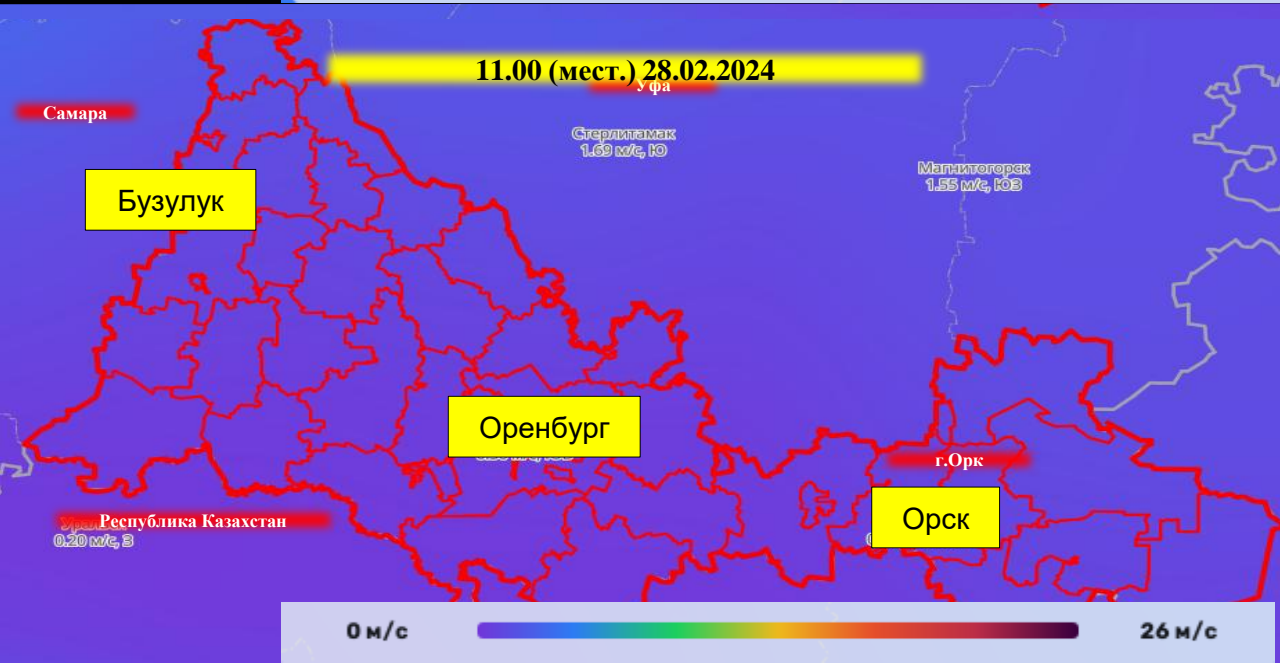 11.00 (мест.) 28.02.2024
Уфа
Самара
Стерлитамак
1.69 м/с, Ю
Магнитогорск
1.55 м/с, ЮЗ
Бузулук
Оренбург
г.Орк
Орск
Республика Казахстан
0.20 м/с, З
0 м/с
26 м/с